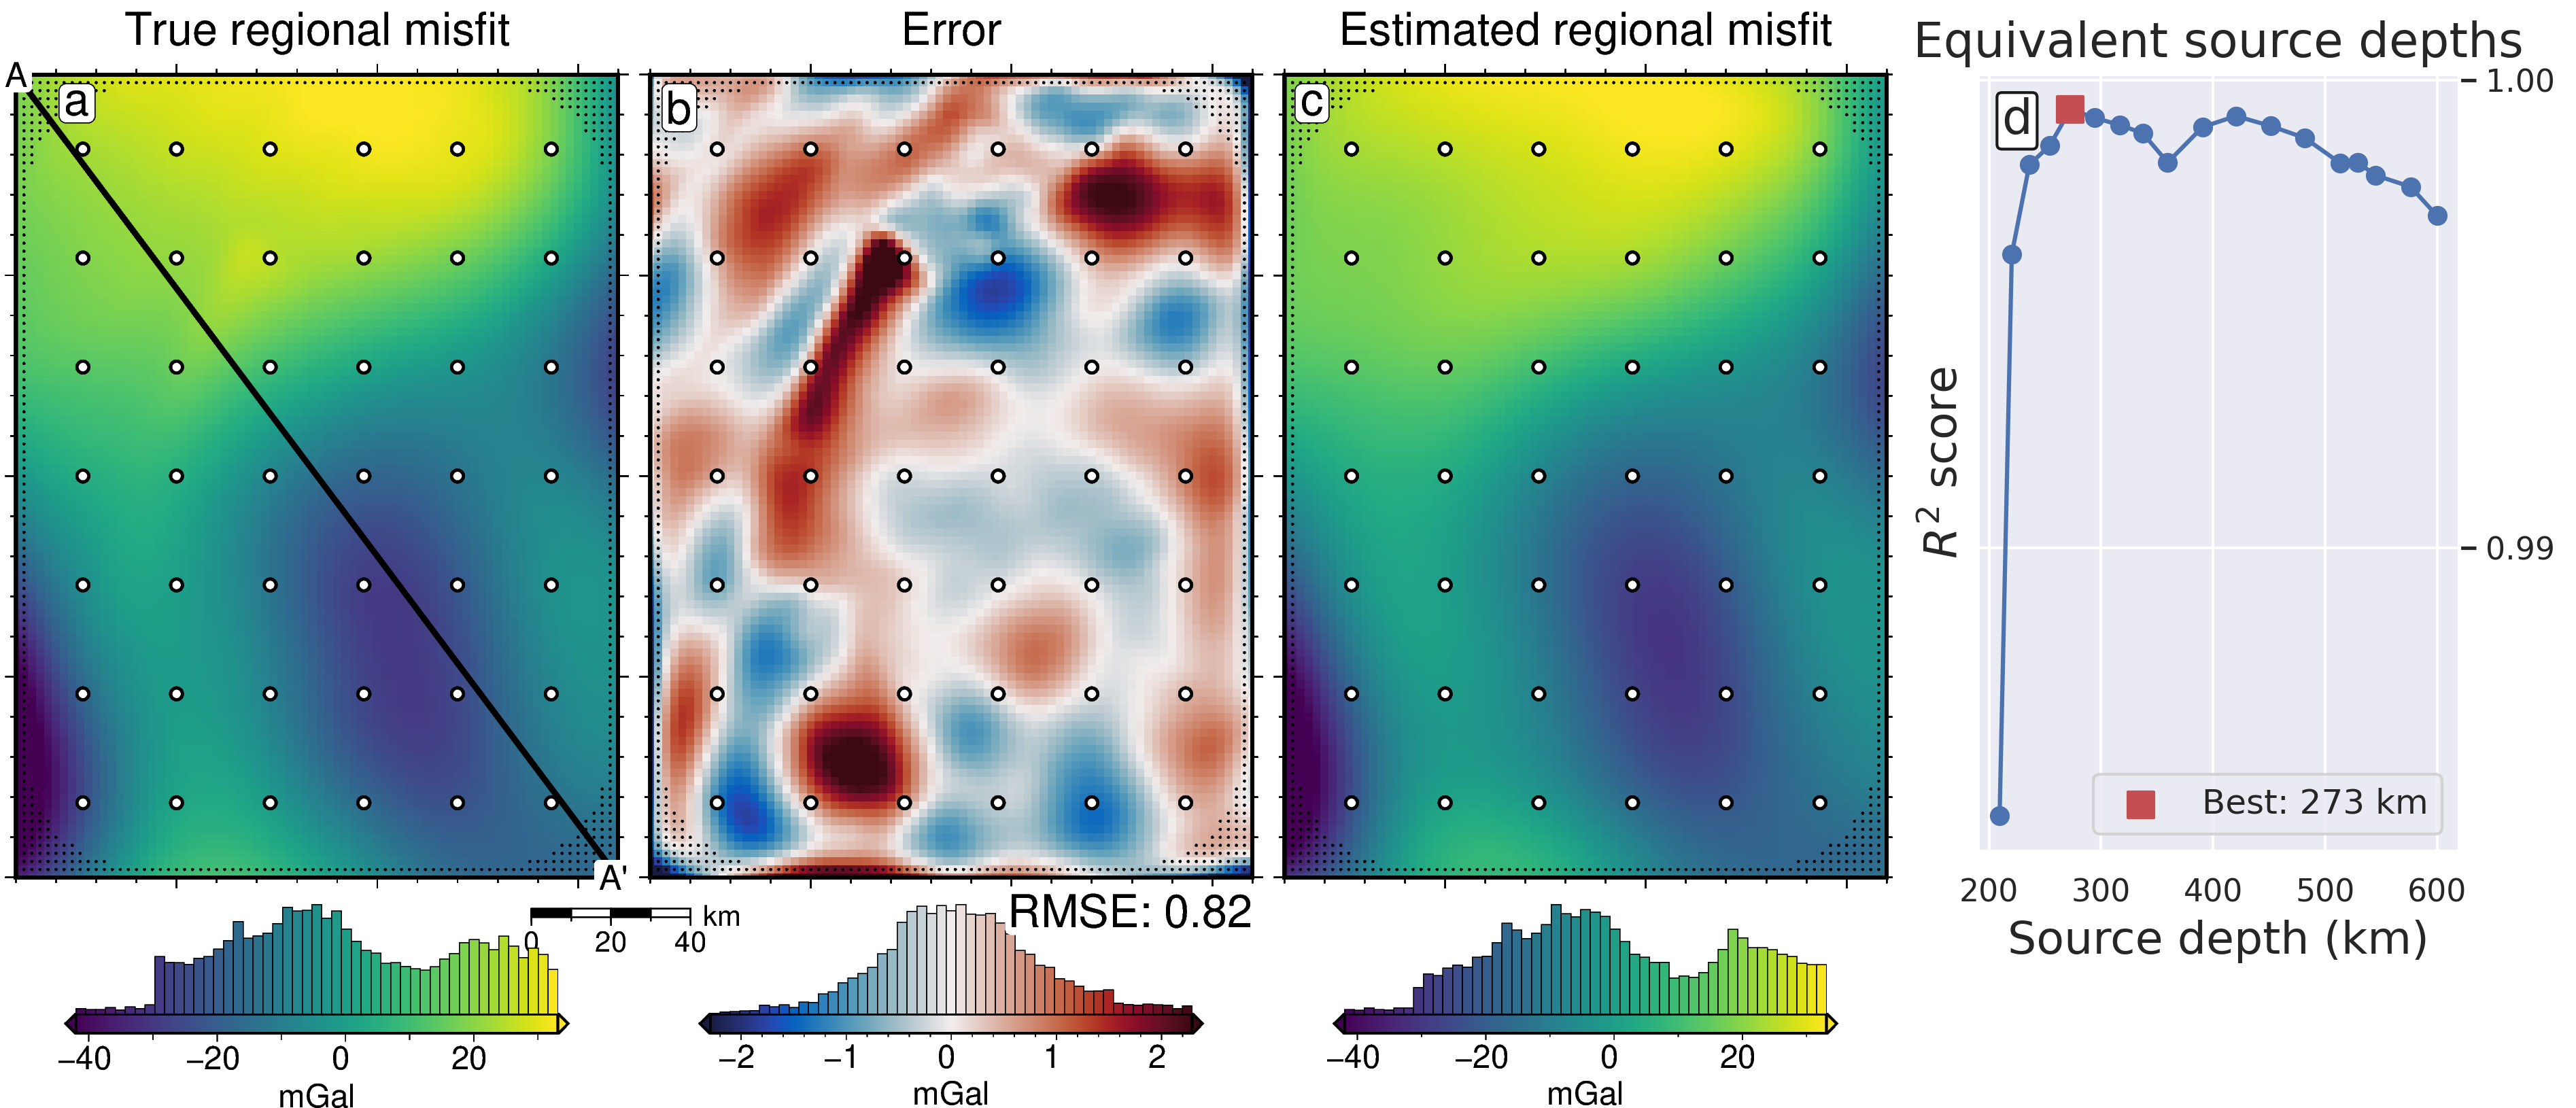 True regional misfit
Error
Estimated regional misfit
Equivalent source depths
A
a
b
c
d
1.00
R² score
0.99
Best: 273 km
A'
200 300 400 500 600
Source depth (km)
RMSE: 0.82
km
0 20 40
−40 −20 0 20
mGal
−2 −1 0 1 2
mGal
−40 −20 0 20
mGal